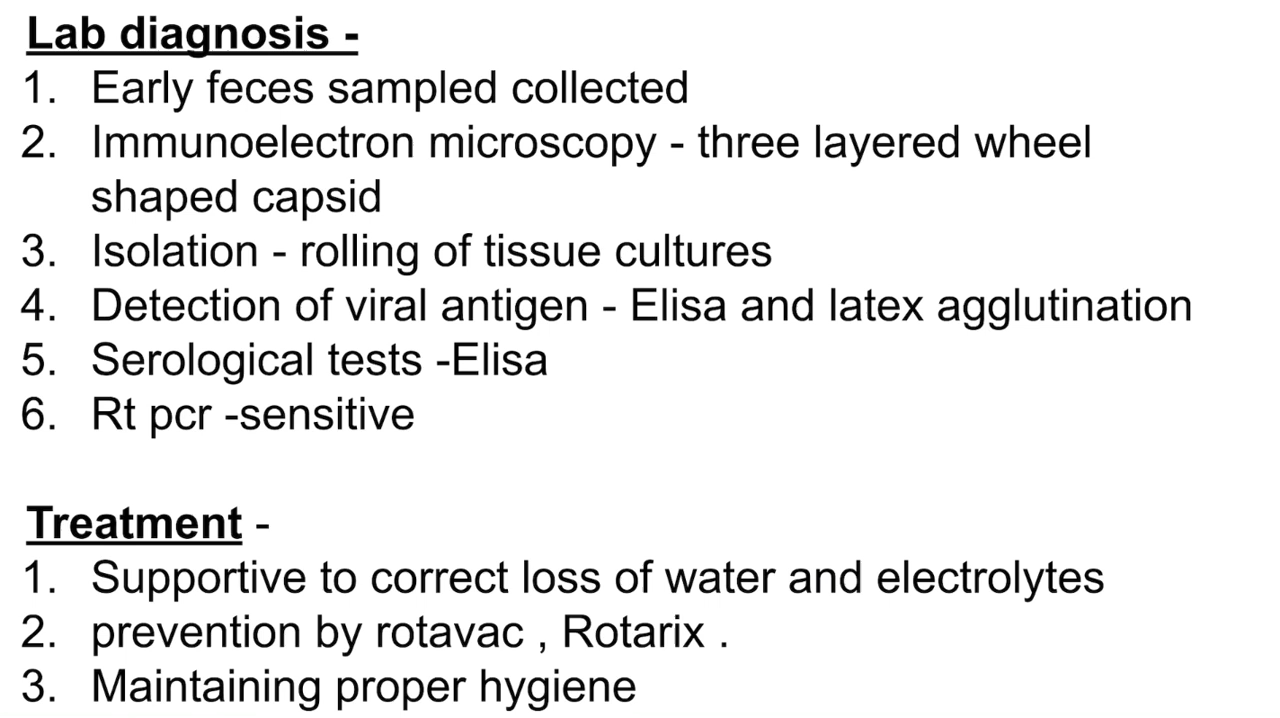 Lab diagnosis -
1. Early feces sampled collected
2. Immunoelectron microscopy - three layered wheel
shaped capsid
3. Isolation - rolling of tissue cultures
4. Detection of viral antigen - Elisa and latex agglutination
5. Serological tests -Elisa
6. Rt pcr -sensitive
Treatment -
1. Supportive to correct loss of water and electrolytes
2. prevention by rotavac , Rotarix .
3. Maintaining proper hygiene